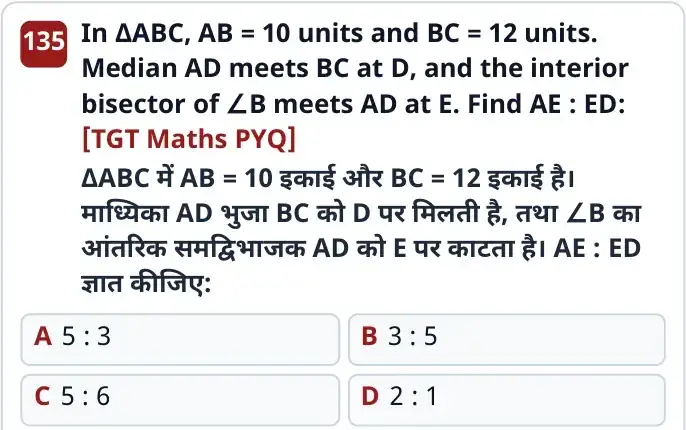 135 In ΔABC, AB = 10 units and BC = 12 units.
Median AD meets BC at D, and the interior
bisector of ∠B meets AD at E. Find AE : ED:
[TGT Maths PYQ]
ΔABC में AB = 10 इकाई और BC = 12 इकाई है।
माध्यिका AD भुजा BC को D पर मिलती है, तथा ∠B का
आंतरिक समद्विभाजक AD को E पर काटता है। AE : ED
ज्ञात कीजिए:
A 5 : 3
B 3 : 5
C 5 : 6
D 2 : 1